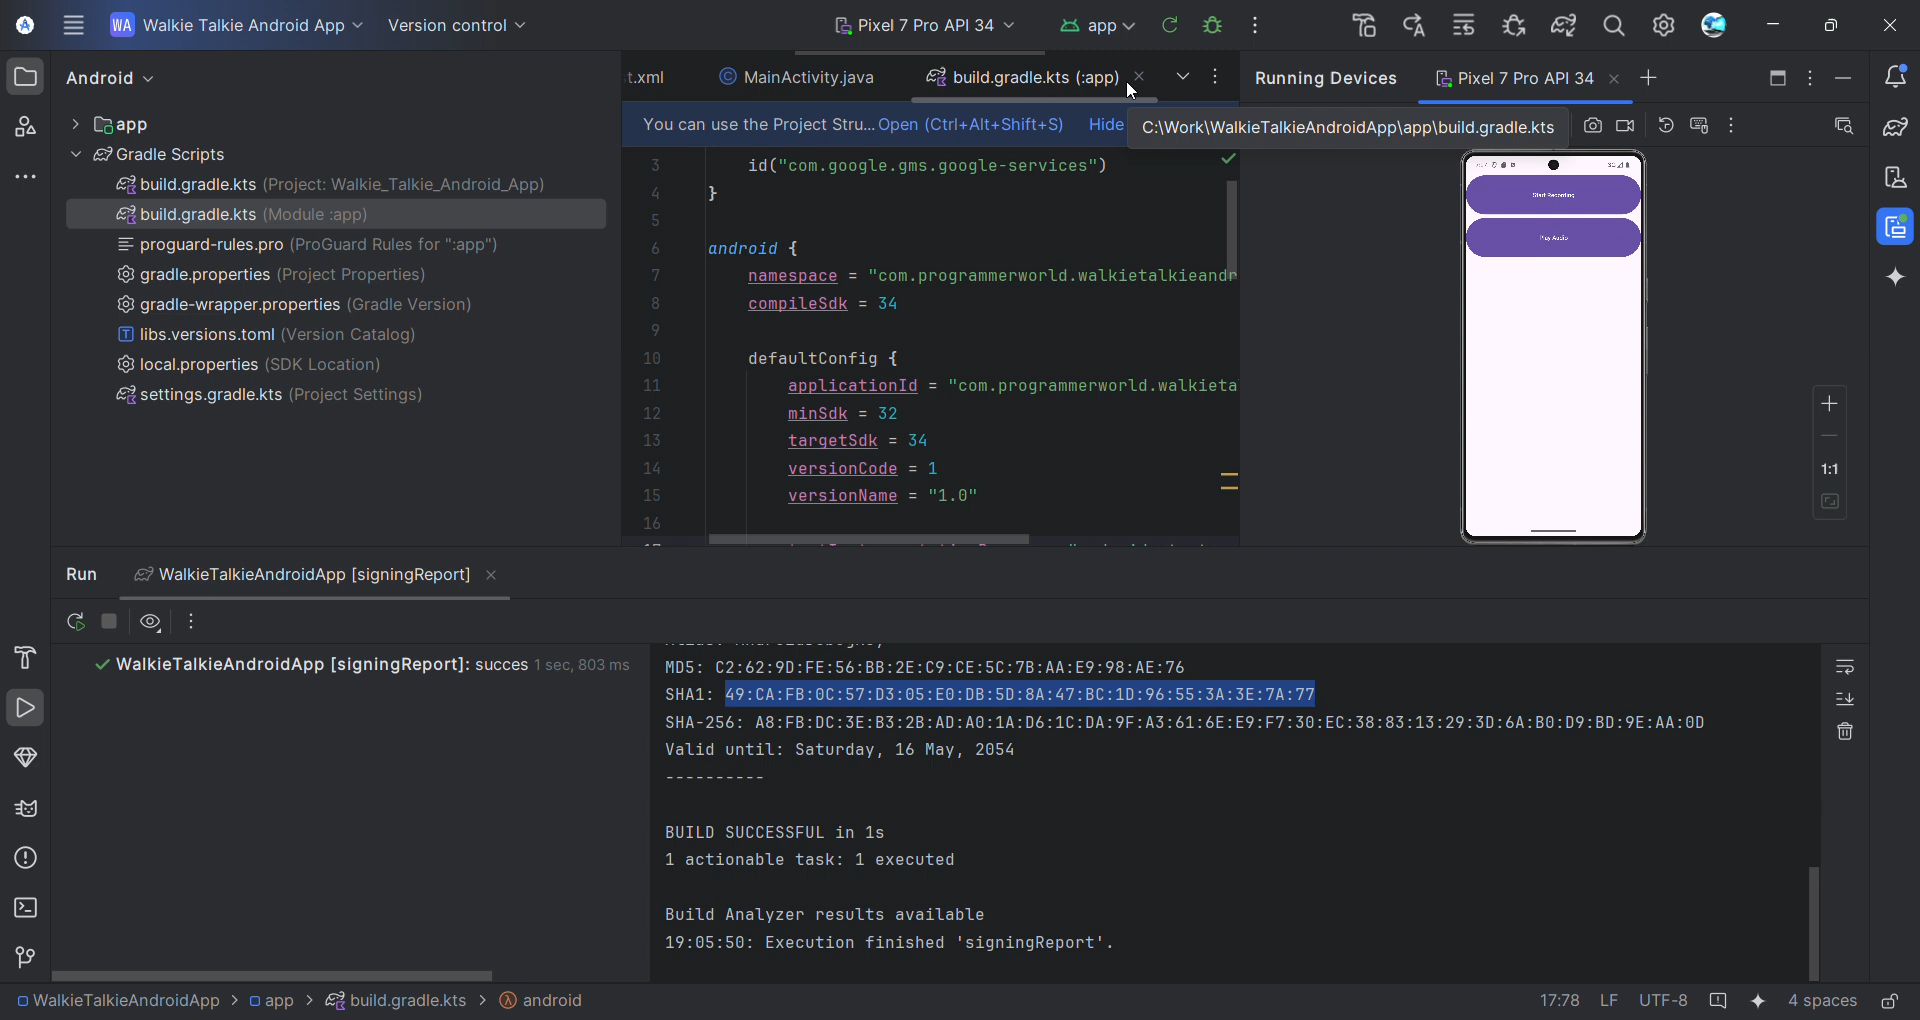 WA Walkie Talkie Android App Version control Pixel 7 Pro API 34 app
Android
app
Gradle Scripts
build.gradle.kts (Project: Walkie_Talkie_Android_App)
build.gradle.kts (Module :app)
proguard-rules.pro (ProGuard Rules for ":app")
gradle.properties (Project Properties)
gradle-wrapper.properties (Gradle Version)
libs.versions.toml (Version Catalog)
local.properties (SDK Location)
settings.gradle.kts (Project Settings)
t.xml MainActivity.java build.gradle.kts (:app)
You can use the Project Stru... Open (Ctrl+Alt+Shift+S) Hide
C:\Work\WalkieTalkieAndroidApp\app\build.gradle.kts
3 id("com.google.gms.google-services")
4 }
5
6 android {
7 namespace = "com.programmerworld.walkietalkieandr
8 compileSdk = 34
9
10 defaultConfig {
11 applicationId = "com.programmerworld.walkieta
12 minSdk = 32
13 targetSdk = 34
14 versionCode = 1
15 versionName = "1.0"
16
Running Devices Pixel 7 Pro API 34
Start Recording
Play Audio
1:1
Run WalkieTalkieAndroidApp [signingReport]
WalkieTalkieAndroidApp [signingReport]: succes 1 sec, 803 ms
MD5: C2:62:9D:FE:56:BB:2E:C9:CE:5C:7B:AA:E9:98:AE:76
SHA1: 49:CA:FB:0C:57:D3:05:E0:DB:5D:8A:47:BC:1D:96:55:3A:3E:7A:77
SHA-256: A8:FB:DC:3E:B3:2B:AD:A0:1A:D6:1C:DA:9F:A3:61:6E:E9:F7:30:EC:38:83:13:29:3D:6A:B0:D9:BD:9E:AA:0D
Valid until: Saturday, 16 May, 2054
----------
BUILD SUCCESSFUL in 1s
1 actionable task: 1 executed
Build Analyzer results available
19:05:50: Execution finished 'signingReport'.
WalkieTalkieAndroidApp > app > build.gradle.kts > android
17:78 LF UTF-8 4 spaces